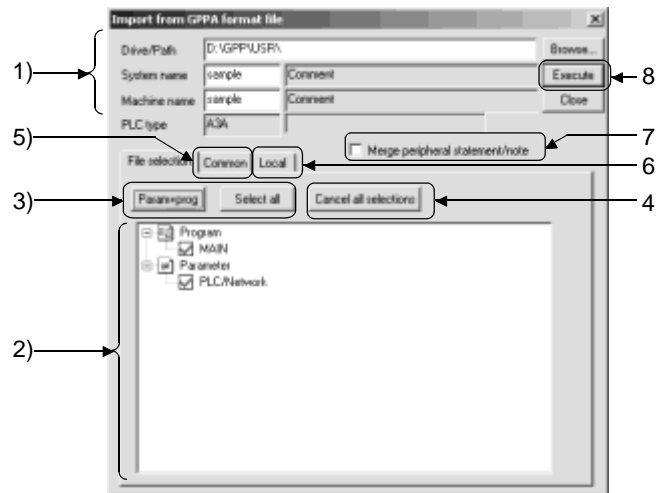 Import from GPPA format file
1)
Drive/Path D:\GPP\USR\ Browse...
System name sample Comment Execute 8
Machine name sample Comment Close
PLC type A3A
5) 7
Merge peripheral statement/note
File selection Common Local 6
3) Param+prog Select all Cancel all selections 4
Program
MAIN
Parameter
PLC/Network
2)